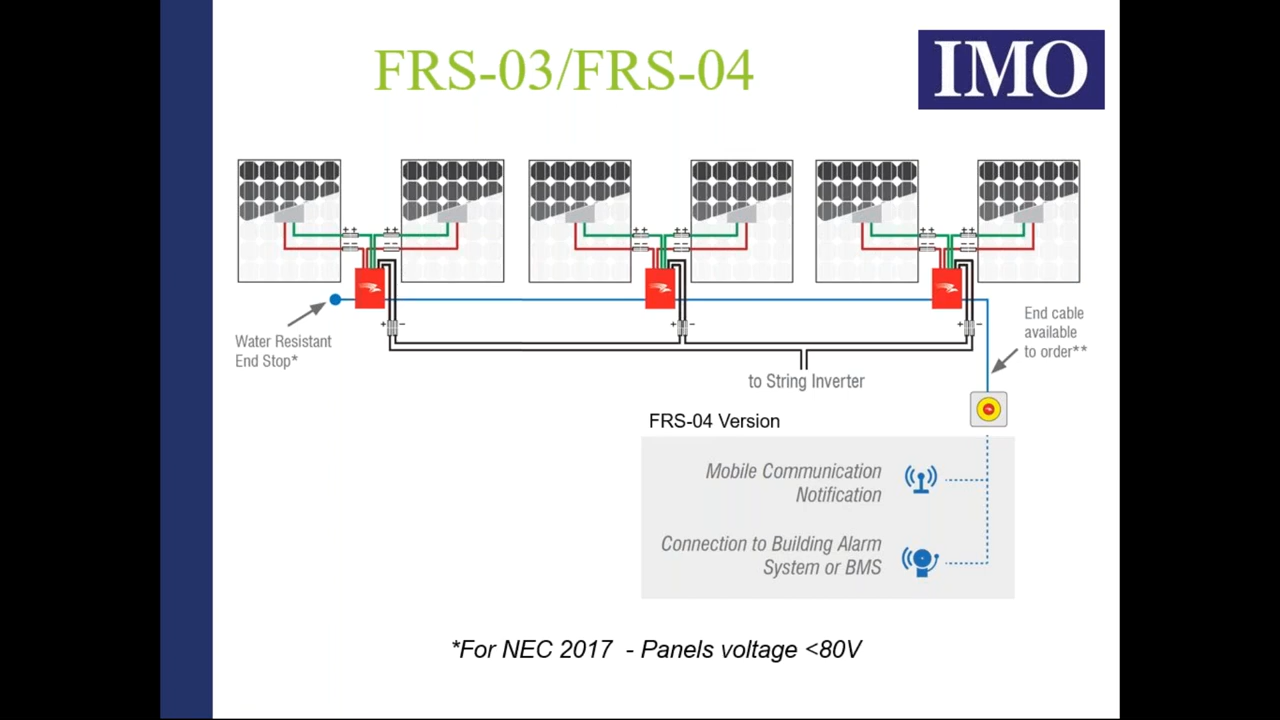 FRS-03/FRS-04
IMO
+ + + +
- - - -
+ + + +
- - - -
+ + + +
- - - -
+ -
+ -
+ -
Water Resistant
End Stop*
End cable
available
to order**
to String Inverter
FRS-04 Version
Mobile Communication
Notification
Connection to Building Alarm
System or BMS
*For NEC 2017 - Panels voltage <80V